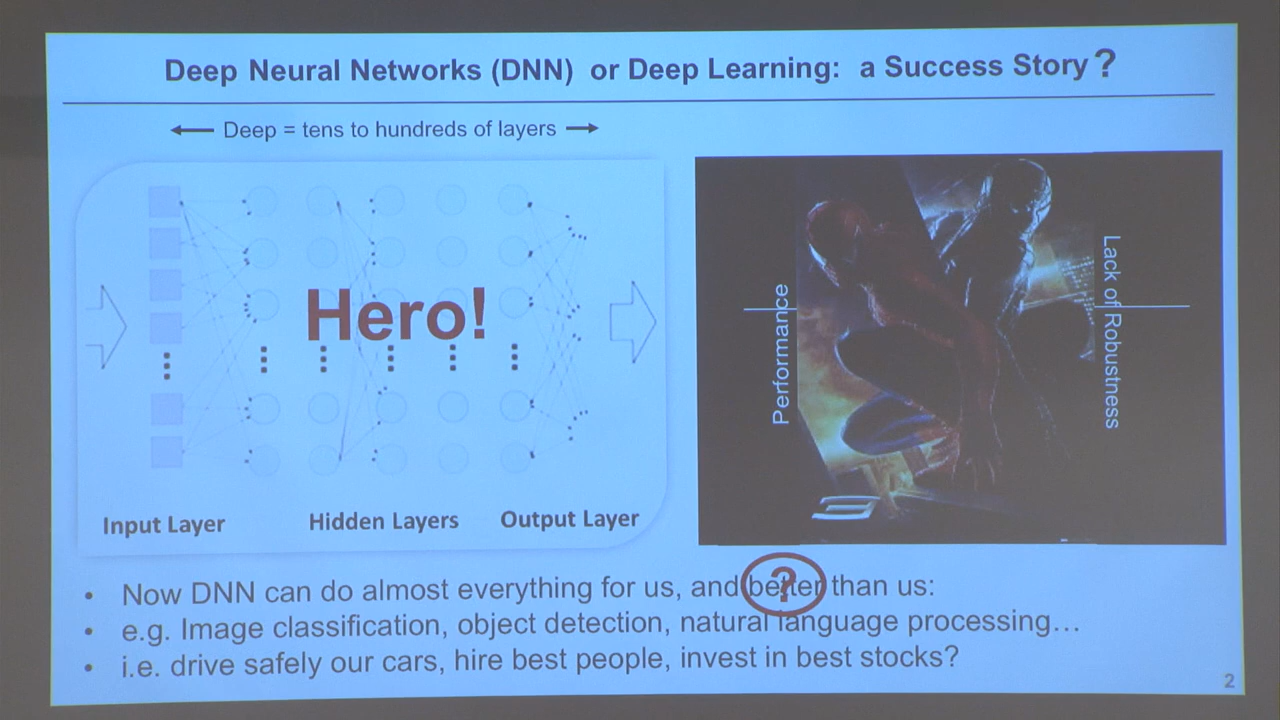 Deep Neural Networks (DNN) or Deep Learning: a Success Story ?
Deep = tens to hundreds of layers
Hero!
Input Layer
Hidden Layers
Output Layer
Performance
Lack of Robustness
3
• Now DNN can do almost everything for us, and better than us:
?
• e.g. Image classification, object detection, natural language processing…
• i.e. drive safely our cars, hire best people, invest in best stocks?
2